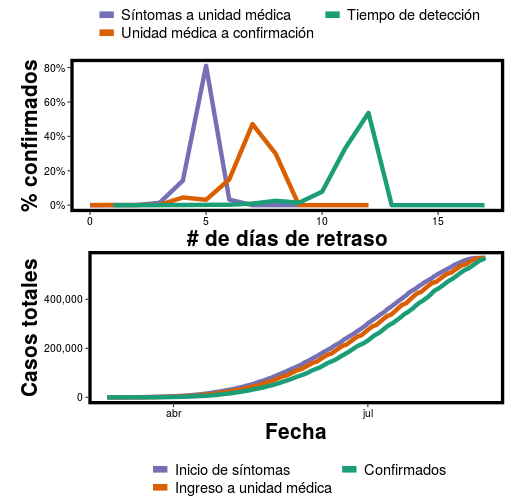 Síntomas a unidad médica
Tiempo de detección
Unidad médica a confirmación
% confirmados
80%
60%
40%
20%
0%
0
5
10
15
# de días de retraso
Casos totales
400,000
200,000
0
abr
jul
Fecha
Inicio de síntomas
Confirmados
Ingreso a unidad médica